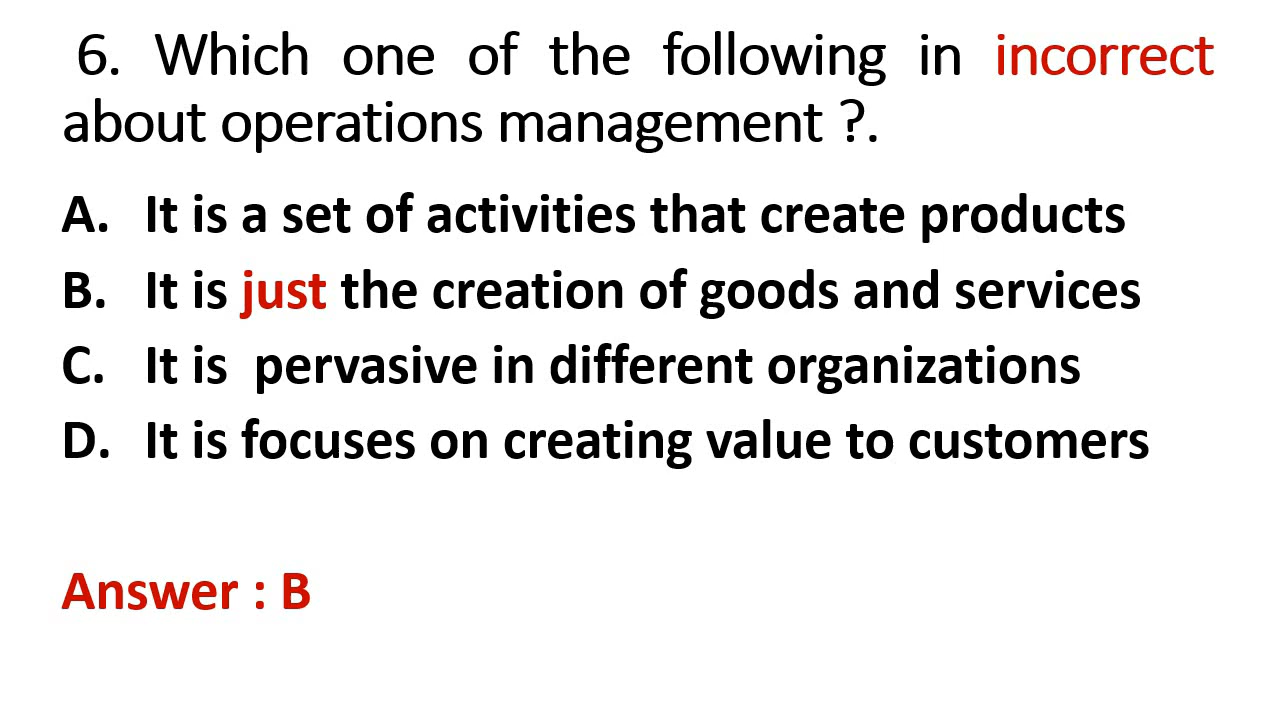 6. Which one of the following in incorrect
about operations management ?.
A. It is a set of activities that create products
B. It is just the creation of goods and services
C. It is pervasive in different organizations
D. It is focuses on creating value to customers
Answer : B